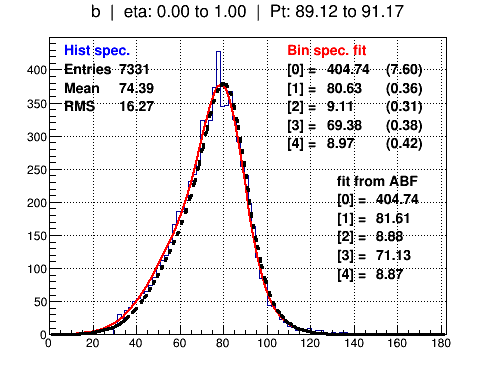 b | eta: 0.00 to 1.00 | Pt: 89.12 to 91.17
Hist spec.
Entries 7331
Mean 74.39
RMS 16.27
Bin spec. fit
[0] = 404.74 (7.60)
[1] = 80.63 (0.36)
[2] = 9.11 (0.31)
[3] = 69.38 (0.38)
[4] = 8.97 (0.42)
fit from ABF
[0] = 404.74
[1] = 81.61
[2] = 8.88
[3] = 71.13
[4] = 8.87
400
350
300
250
200
150
100
50
0
0 20 40 60 80 100 120 140 160 180